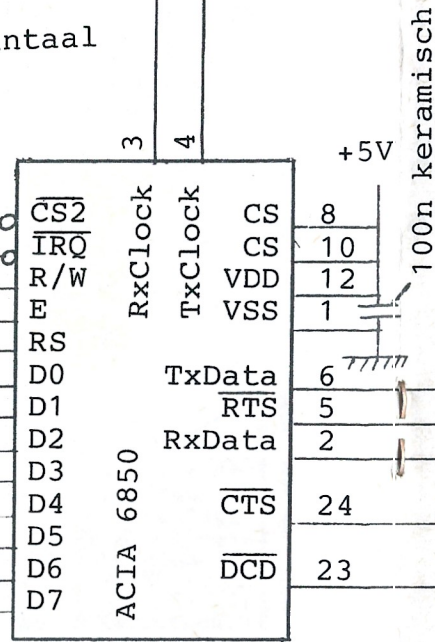 ntaal
3
4
+5V
100n keramisch
RxClock
TxClock
CS2
IRQ
R/W
E
RS
D0
D1
D2
D3
D4
D5
D6
D7
ACIA 6850
CS 8
CS 10
VDD 12
VSS 1
TxData 6
RTS 5
RxData 2
CTS 24
DCD 23